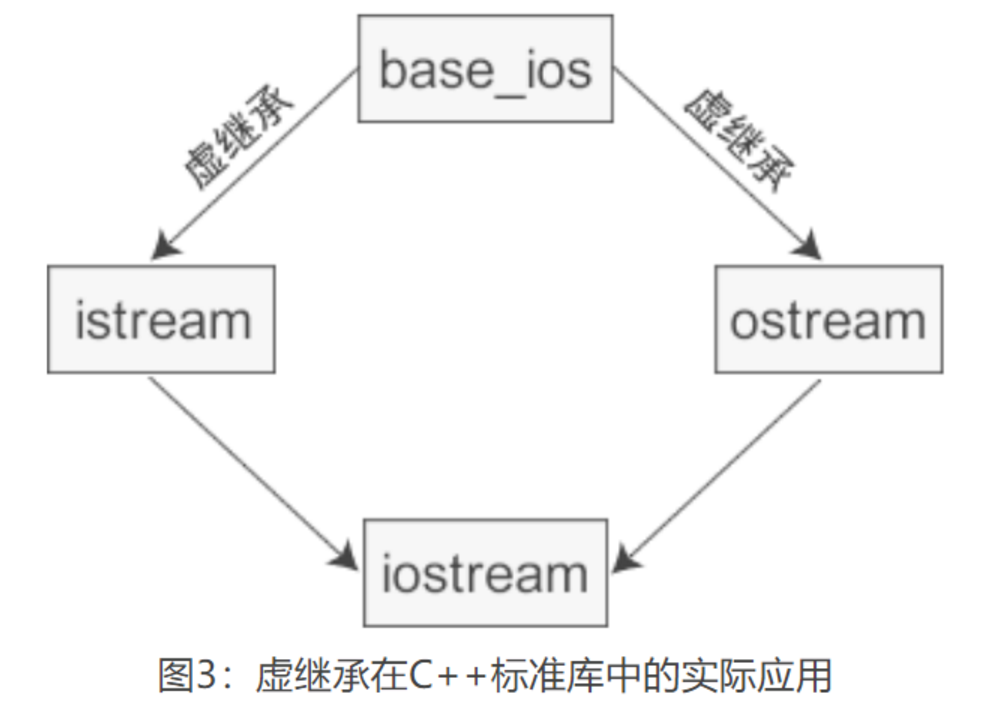 base_ios
虚继承
虚继承
istream
ostream
iostream
图3：虚继承在C++标准库中的实际应用